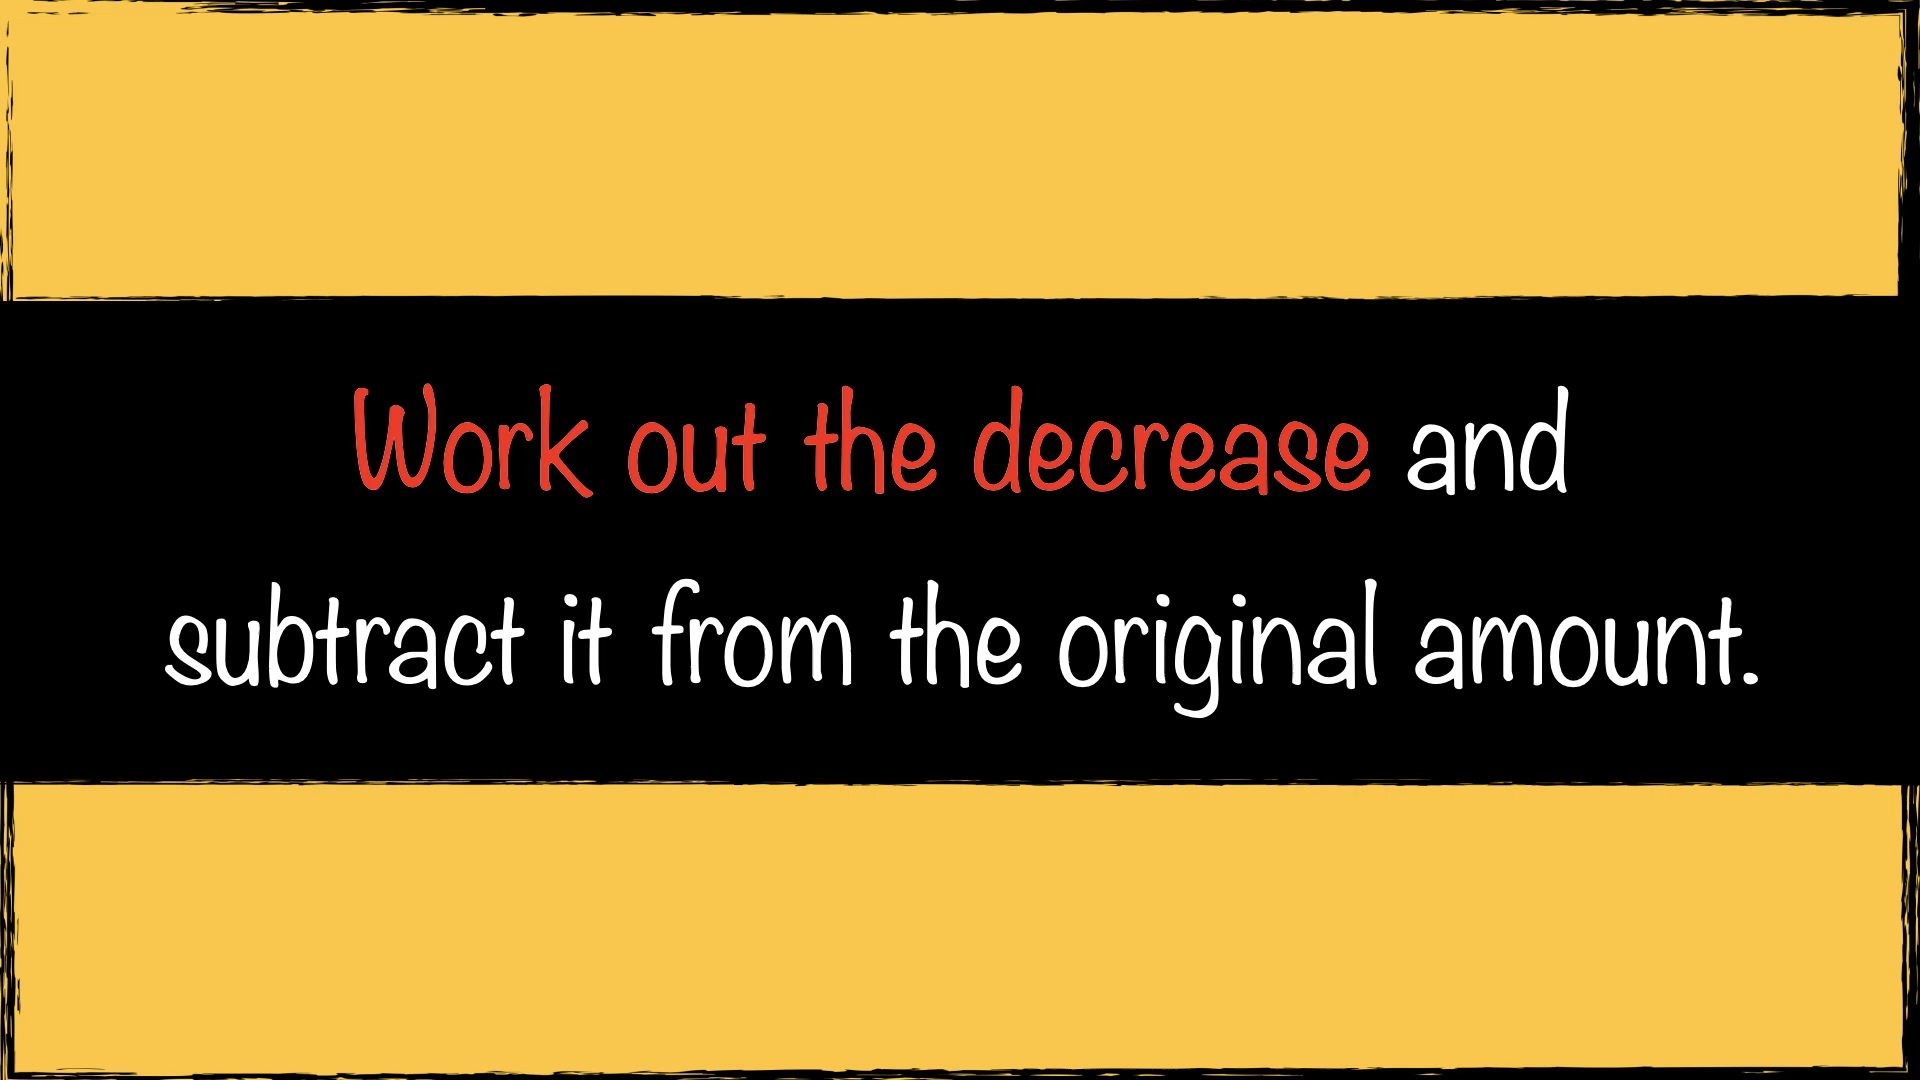 Work out the decrease and
subtract it from the original amount.